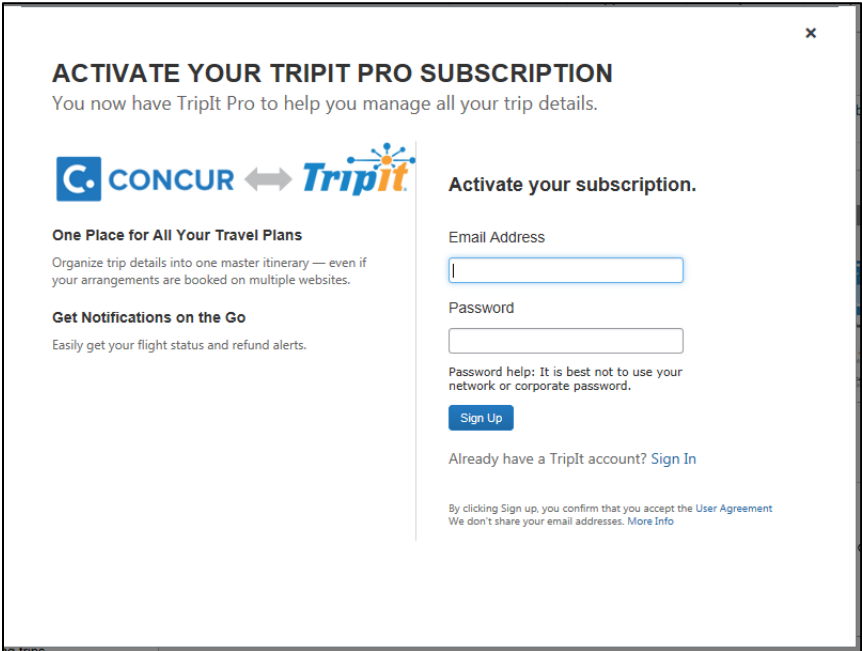 ×
ACTIVATE YOUR TRIPIT PRO SUBSCRIPTION
You now have TripIt Pro to help you manage all your trip details.
C. CONCUR TripIt
One Place for All Your Travel Plans
Organize trip details into one master itinerary — even if
your arrangements are booked on multiple websites.
Get Notifications on the Go
Easily get your flight status and refund alerts.
Activate your subscription.
Email Address
Password
Password help: It is best not to use your
network or corporate password.
Sign Up
Already have a TripIt account? Sign In
By clicking Sign up, you confirm that you accept the User Agreement
We don't share your email addresses. More Info